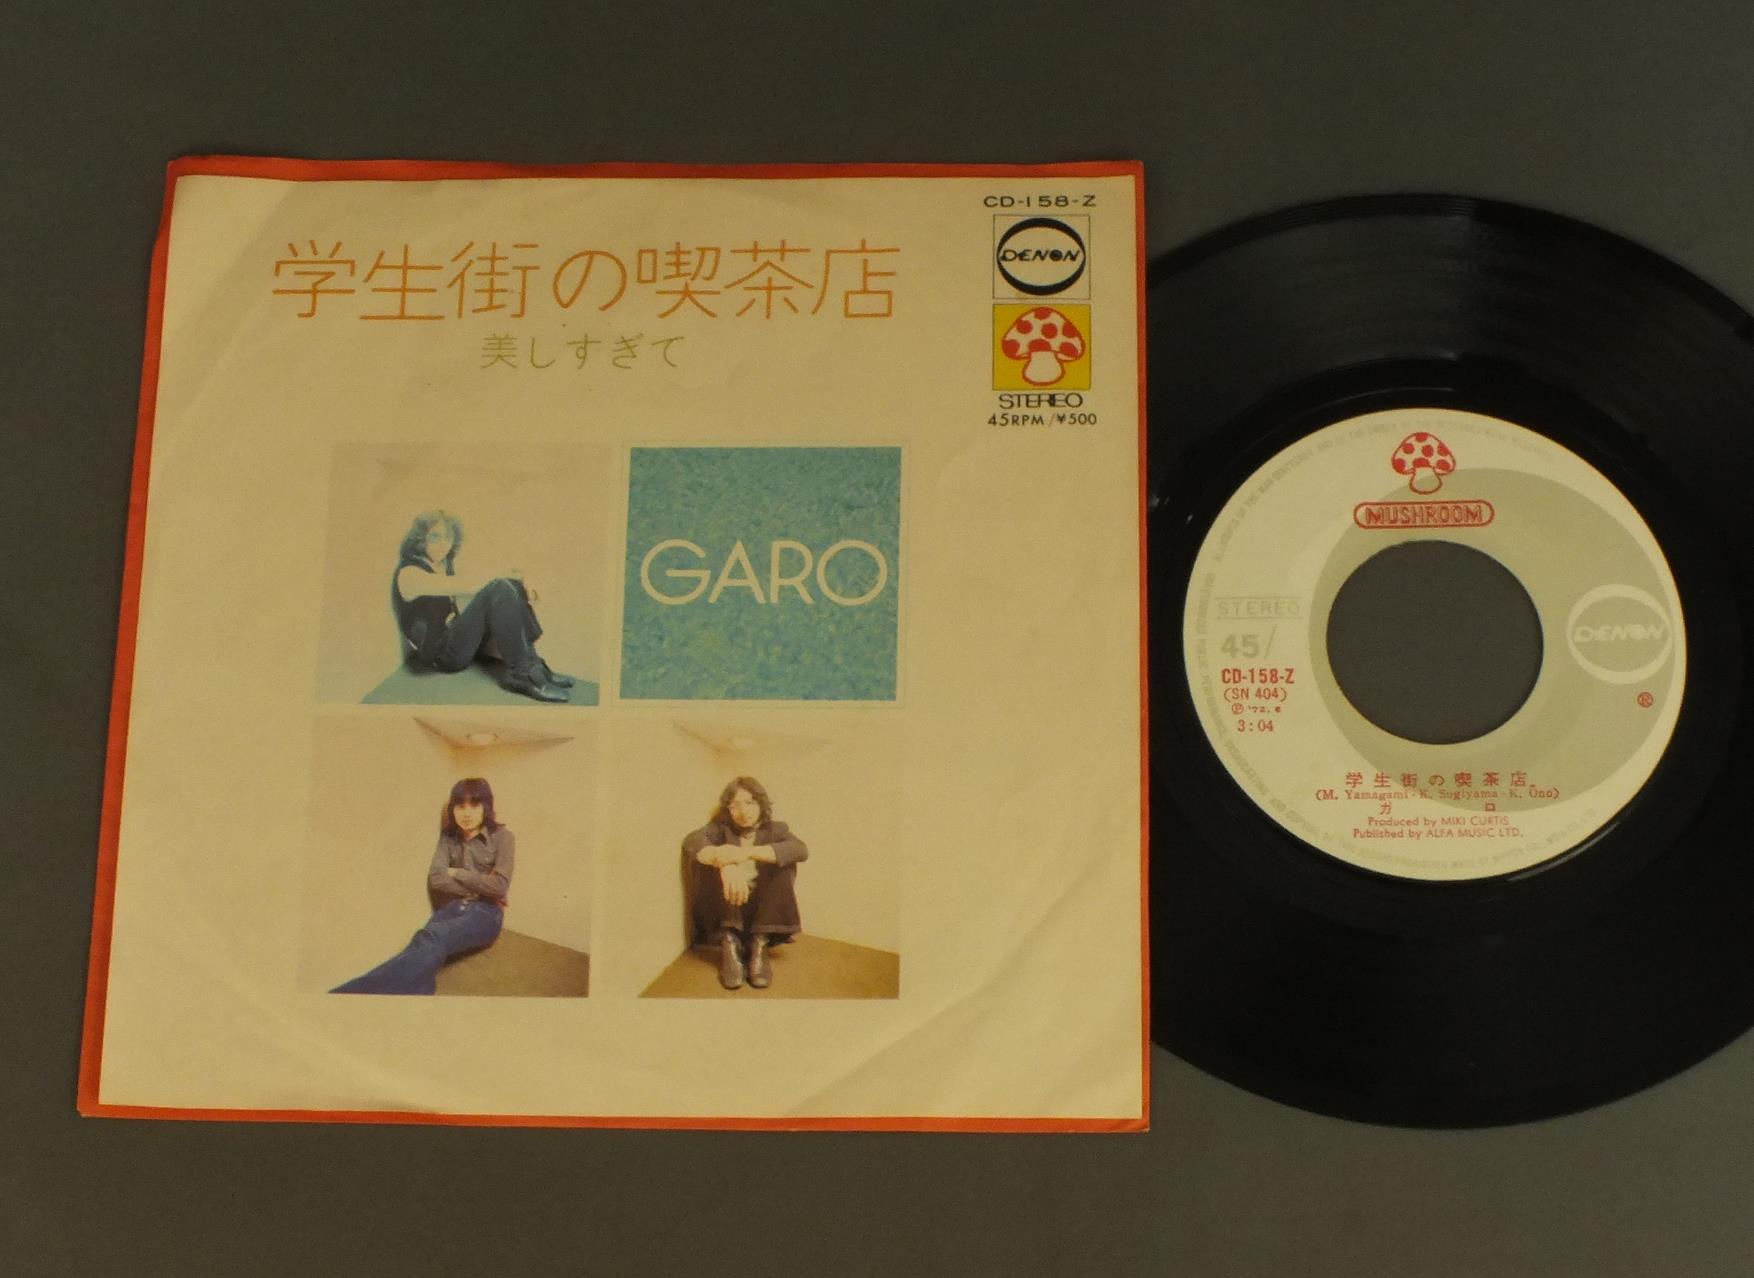 CD-158-Z
DENON
学生街の喫茶店
美しすぎて
STEREO
45RPM/¥500
GARO
MUSHROOM
STEREO
45/
DENON
CD-158-Z
(SN 404)
Ⓟ '72. 6
3:04
®
学生街の喫茶店。
(M. Yamagami-K. Sugiyama-K. Ono)
ガロ
Produced by MIKI CURTIS
Published by ALFA MUSIC LTD.